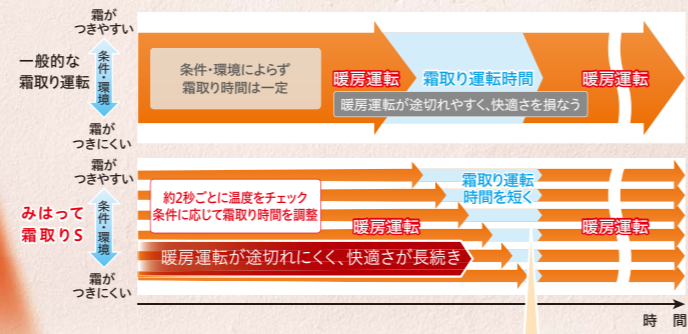 霜が
つきやすい
一般的な
霜取り運転
条件・環境
霜が
つきにくい
条件・環境によらず
霜取り時間は一定
暖房運転
霜取り運転時間
暖房運転
暖房運転が途切れやすく、快適さを損なう
霜が
つきやすい
みはって
霜取りS
条件・環境
霜が
つきにくい
約2秒ごとに温度をチェック
条件に応じて霜取り時間を調整
霜取り運転
時間を短く
暖房運転
暖房運転
暖房運転が途切れにくく、快適さが長続き
時 間